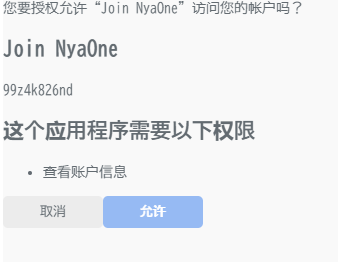 您要授权允许“Join NyaOne”访问您的帐户吗？
Join NyaOne
99z4k826nd
这个应用程序需要以下权限
• 查看账户信息
取消
允许